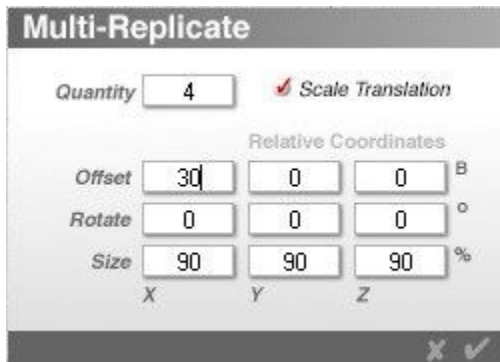 Multi-Replicate
Quantity 4 Scale Translation
Relative Coordinates
Offset 30 0 0 B
Rotate 0 0 0 o
Size 90 90 90 %
X Y Z